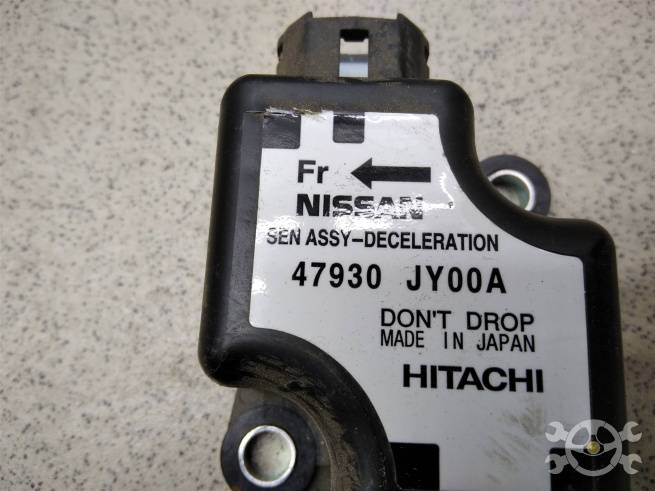 Fr
NISSAN
SEN ASSY-DECELERATION
47930 JY00A
DON'T DROP
MADE IN JAPAN
HITACHI